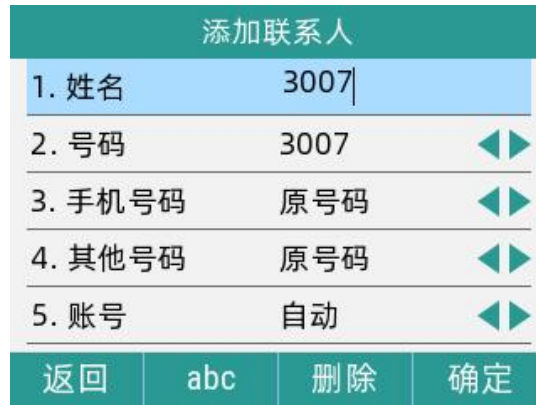 添加联系人
1. 姓名 3007
2. 号码 3007
3. 手机号码 原号码
4. 其他号码 原号码
5. 账号 自动
返回 abc 删除 确定